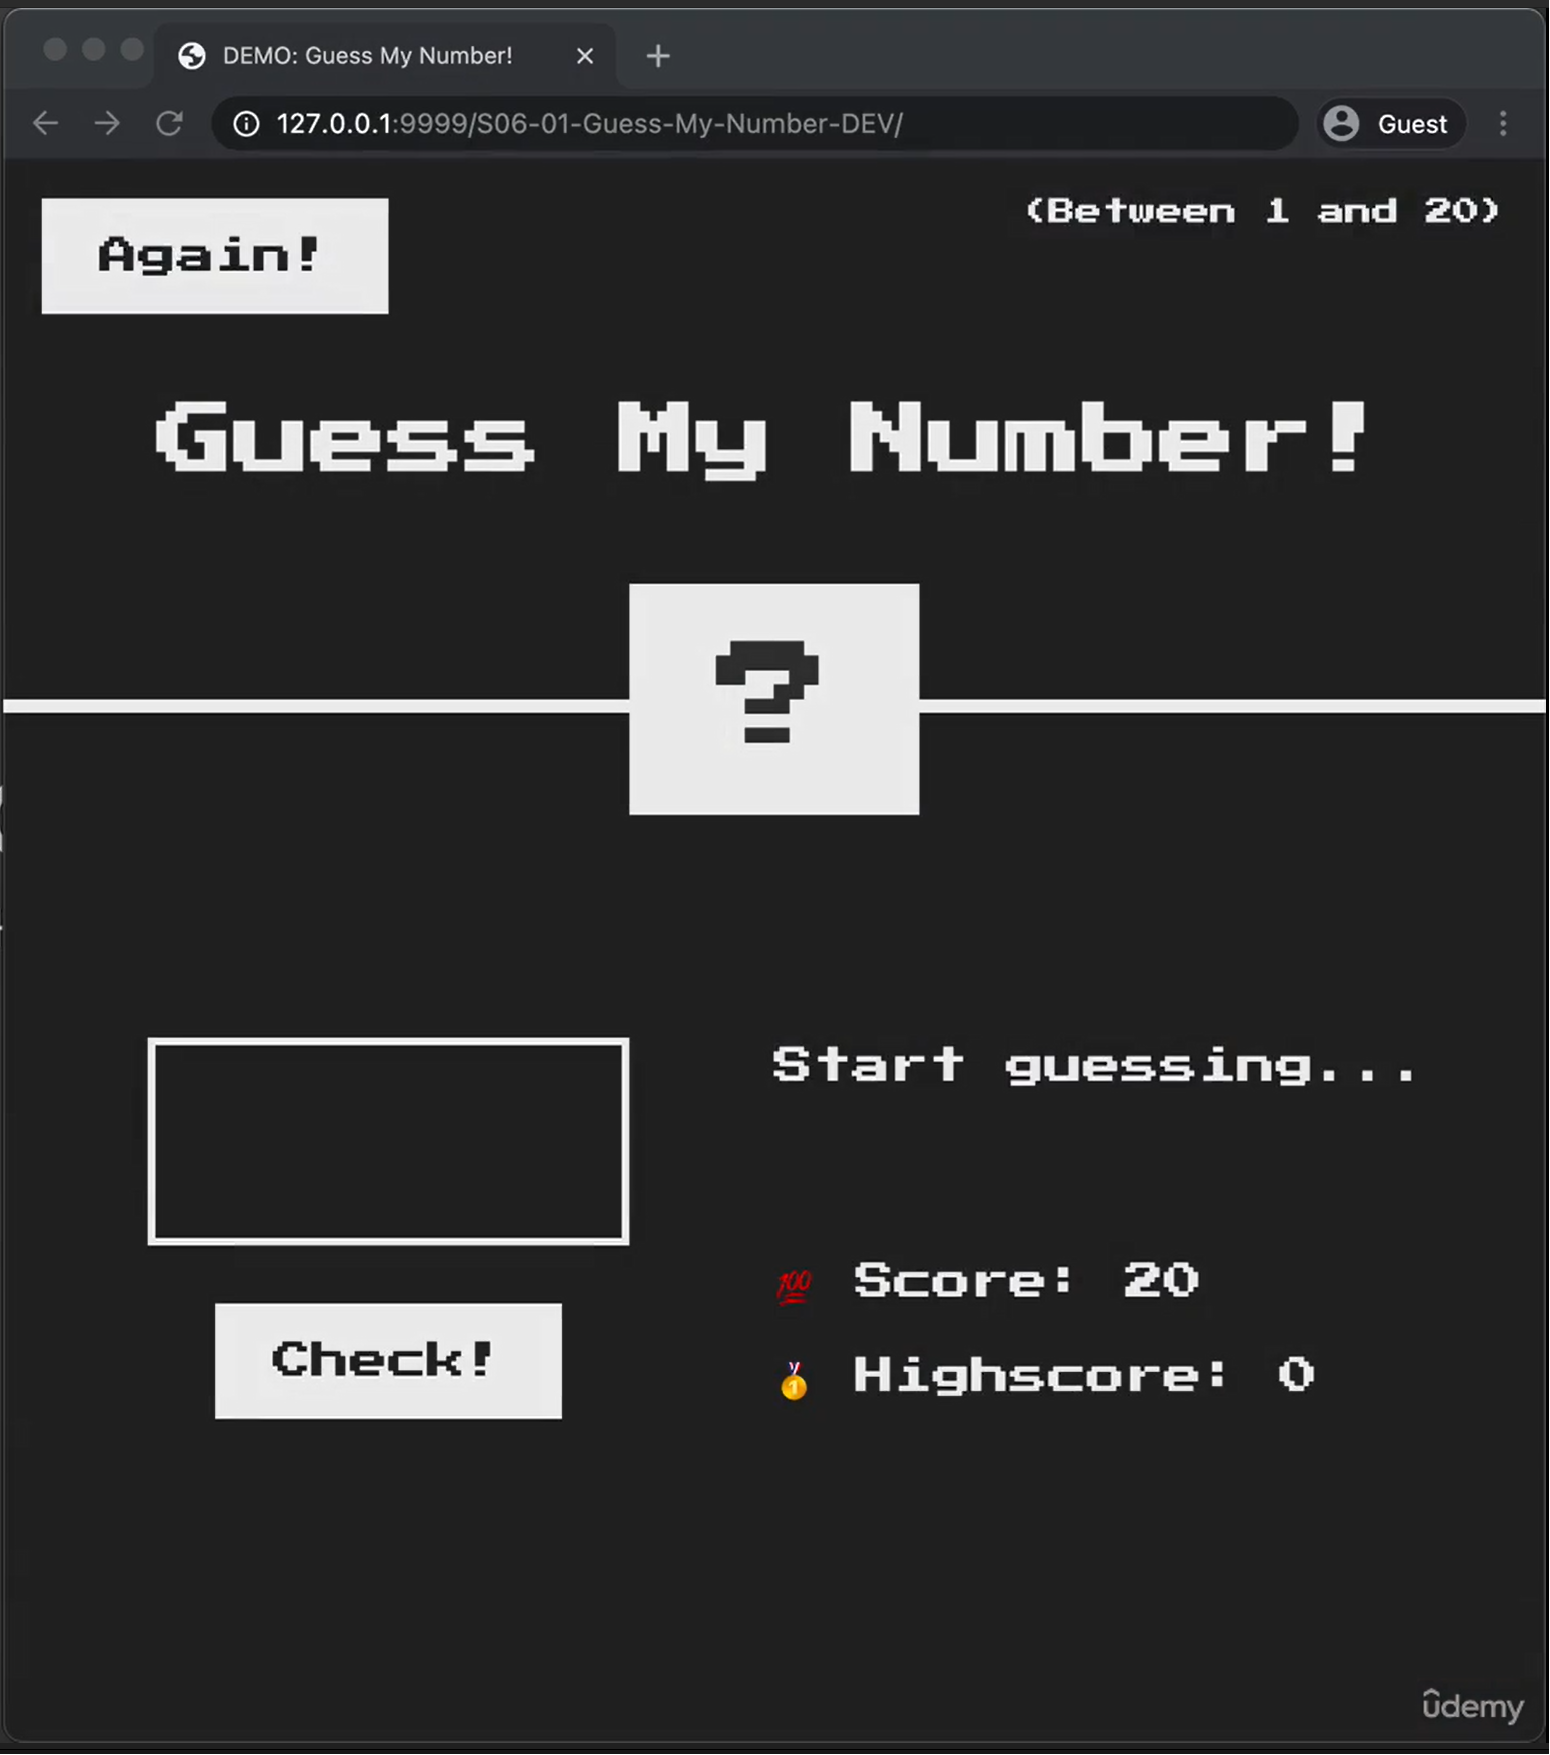 DEMO: Guess My Number!
127.0.0.1:9999/S06-01-Guess-My-Number-DEV/
Guest
Again!
(Between 1 and 20)
Guess My Number!
?
Start guessing...
💯 Score: 20
Check!
🥇 Highscore: 0
ûdemy